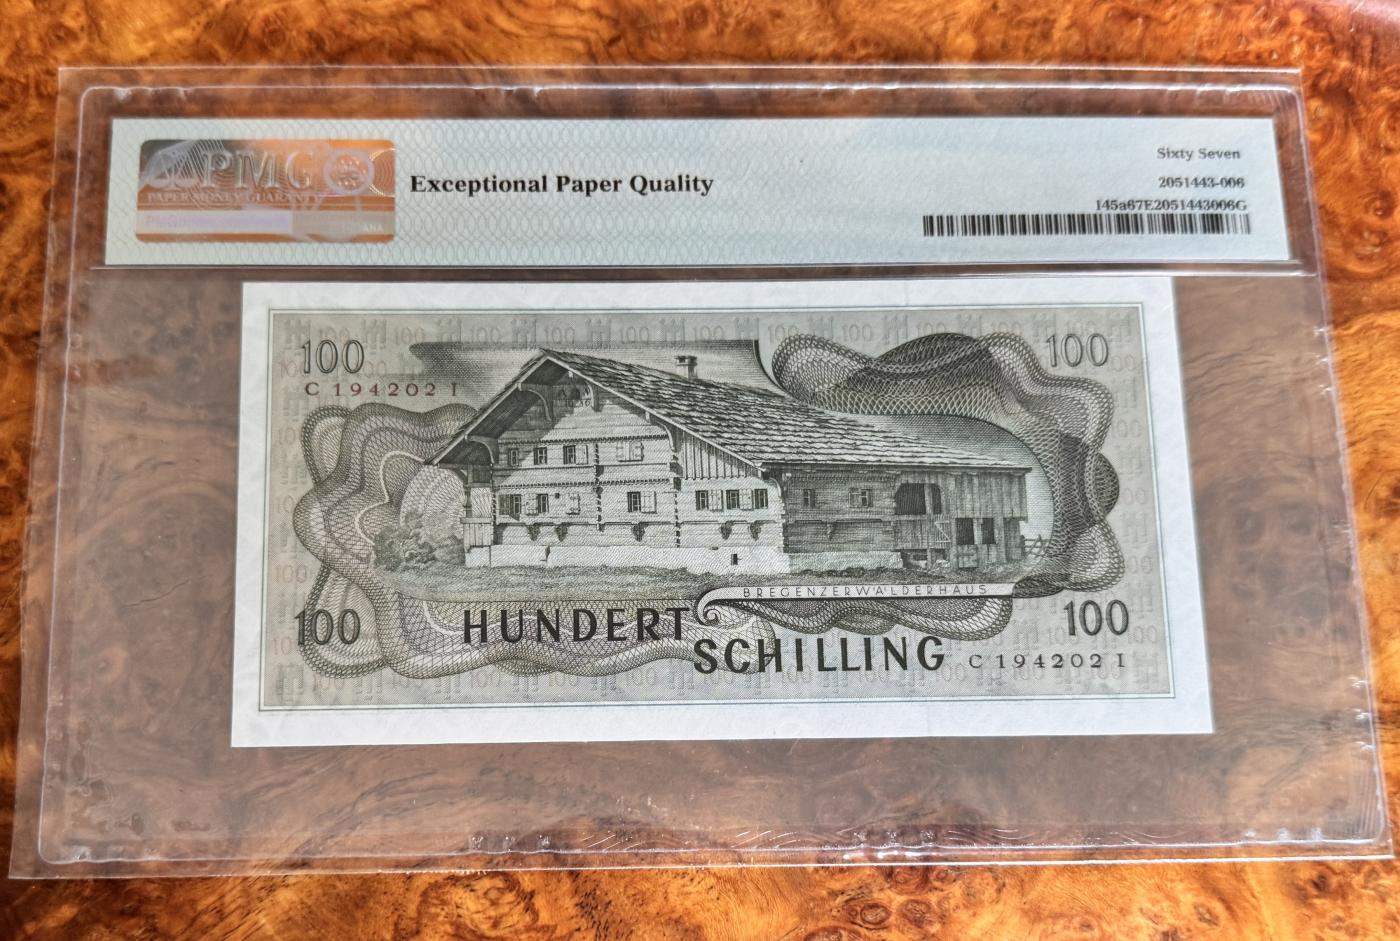 PMG
PAPER MONEY GUARANTY
Exceptional Paper Quality
Sixty Seven
2051443-006
145a67E2051443006G
100
100
C 194202 I
BREGENZERWÄLDERHAUS
100
100
HUNDERT
SCHILLING
C 194202 I